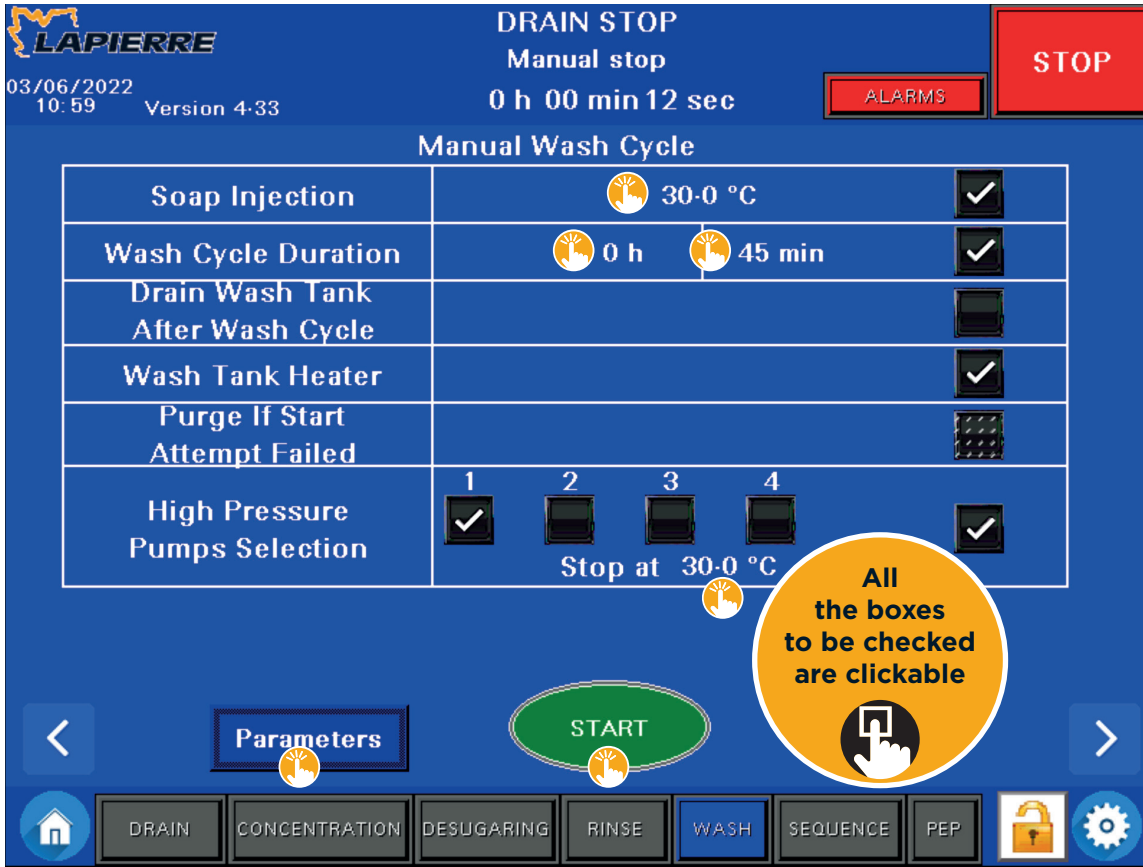 LAPIERRE
DRAIN STOP
Manual stop
0 h 00 min 12 sec
03/06/2022
10:59
Version 4·33
ALARMS
STOP
Manual Wash Cycle
Soap Injection
30·0 °C
Wash Cycle Duration
0 h
45 min
Drain Wash Tank
After Wash Cycle
Wash Tank Heater
Purge If Start
Attempt Failed
High Pressure
Pumps Selection
1 2 3 4
Stop at 30·0 °C
All
the boxes
to be checked
are clickable
Parameters
START
DRAIN
CONCENTRATION
DESUGARING
RINSE
WASH
SEQUENCE
PEP